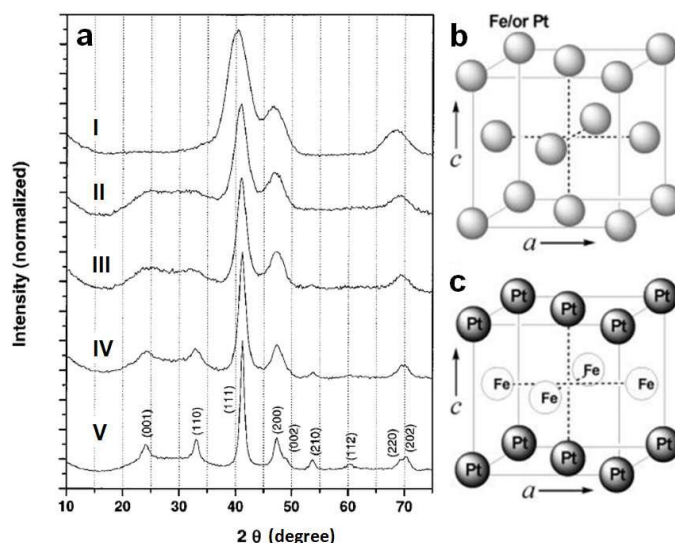 a
I
II
III
IV
V
(001)
(110)
(111)
(200)
(002)
(210)
(112)
(220)
(202)
10 20 30 40 50 60 70
2 θ (degree)
Intensity (normalized)
b
Fe/or Pt
c
a
c
Pt Pt Pt
Pt Pt
Fe Fe
Fe Fe
Pt Pt Pt
Pt Pt
c
a